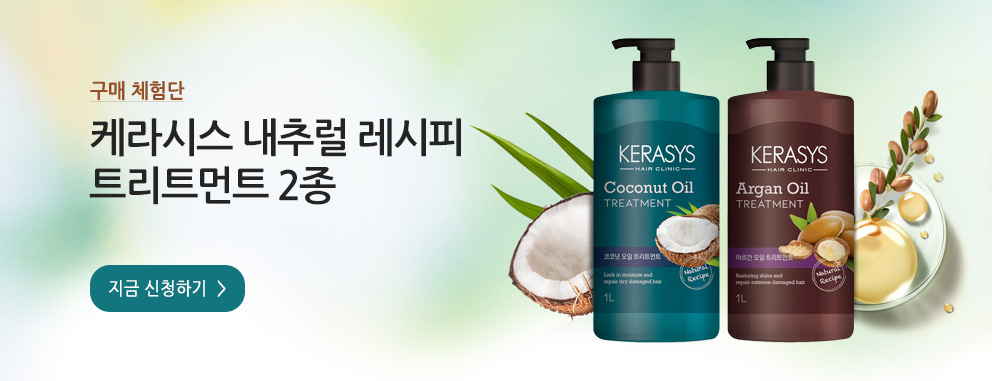 구매 체험단
케라시스 내추럴 레시피
트리트먼트 2종
지금 신청하기 >
KERASYS
HAIR CLINIC
Coconut Oil
TREATMENT
코코넛 오일 트리트먼트
Lock in moisture and
repair dry damaged hair
Natural
Recipe
1L
KERASYS
HAIR CLINIC
Argan Oil
TREATMENT
아르간 오일 트리트먼트
Restoring shine and
repair extreme damaged hair
Natural
Recipe
1L